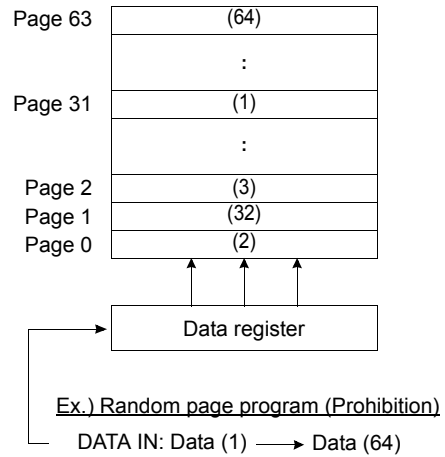 Page 63 (64)
:
Page 31 (1)
:
Page 2 (3)
Page 1 (32)
Page 0 (2)
Data register
Ex.) Random page program (Prohibition)
DATA IN: Data (1) Data (64)